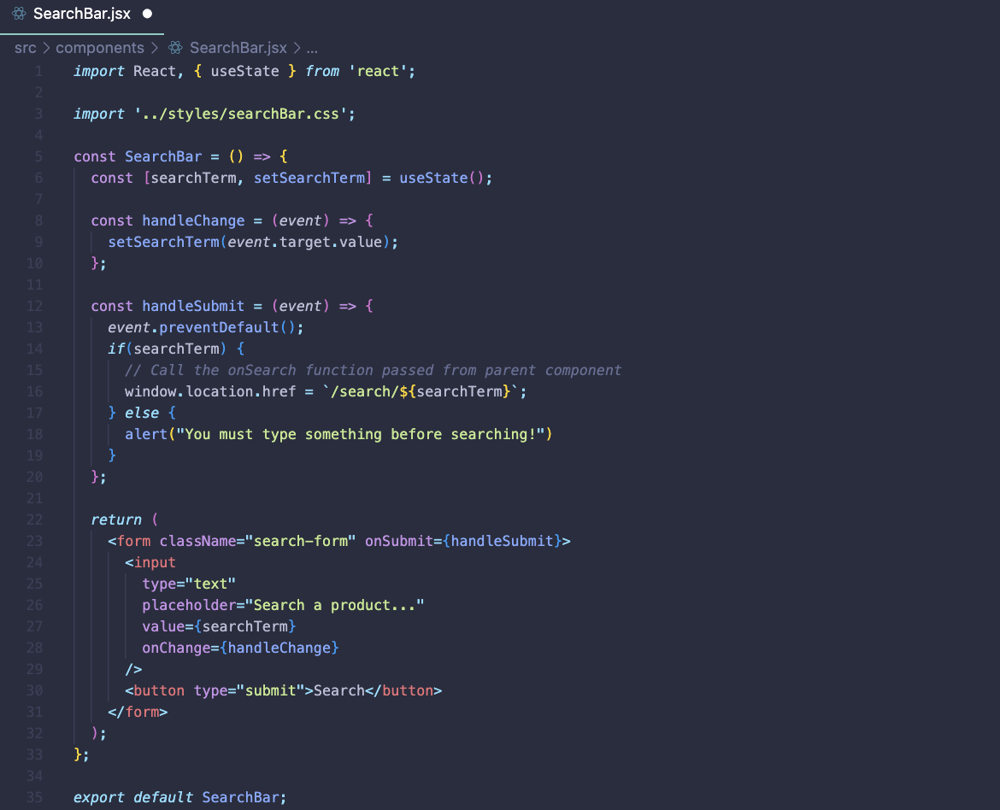 SearchBar.jsx
src > components > SearchBar.jsx > ...
1 import React, { useState } from 'react';
2
3 import '../styles/searchBar.css';
4
5 const SearchBar = () => {
6   const [searchTerm, setSearchTerm] = useState();
7
8   const handleChange = (event) => {
9     setSearchTerm(event.target.value);
10   };
11
12   const handleSubmit = (event) => {
13     event.preventDefault();
14     if(searchTerm) {
15       // Call the onSearch function passed from parent component
16       window.location.href = `/search/${searchTerm}`;
17     } else {
18       alert("You must type something before searching!")
19     }
20   };
21
22   return (
23     <form className="search-form" onSubmit={handleSubmit}>
24       <input
25         type="text"
26         placeholder="Search a product..."
27         value={searchTerm}
28         onChange={handleChange}
29       />
30       <button type="submit">Search</button>
31     </form>
32   );
33 };
34
35 export default SearchBar;